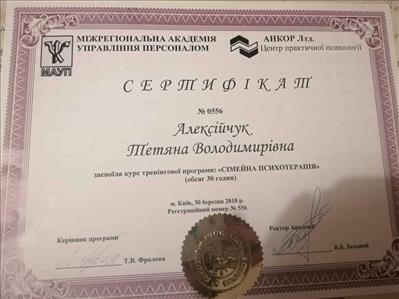 МІЖРЕГІОНАЛЬНА АКАДЕМІЯ
УПРАВЛІННЯ ПЕРСОНАЛОМ
МАУП
АНКОР Лтд.
Центр практичної психології
СЕРТИФІКАТ
№ 0556
Алексійчук
Тетяна Володимирівна
засвоїла курс тренінгової програми: «СІМЕЙНА ПСИХОТЕРАПІЯ»
(обсяг 30 годин)
м. Київ, 30 березня 2010 р.
Реєстраційний номер № 556
Керівник програми
Т.В. Фролова
Ректор Академії
В.Б. Захожай